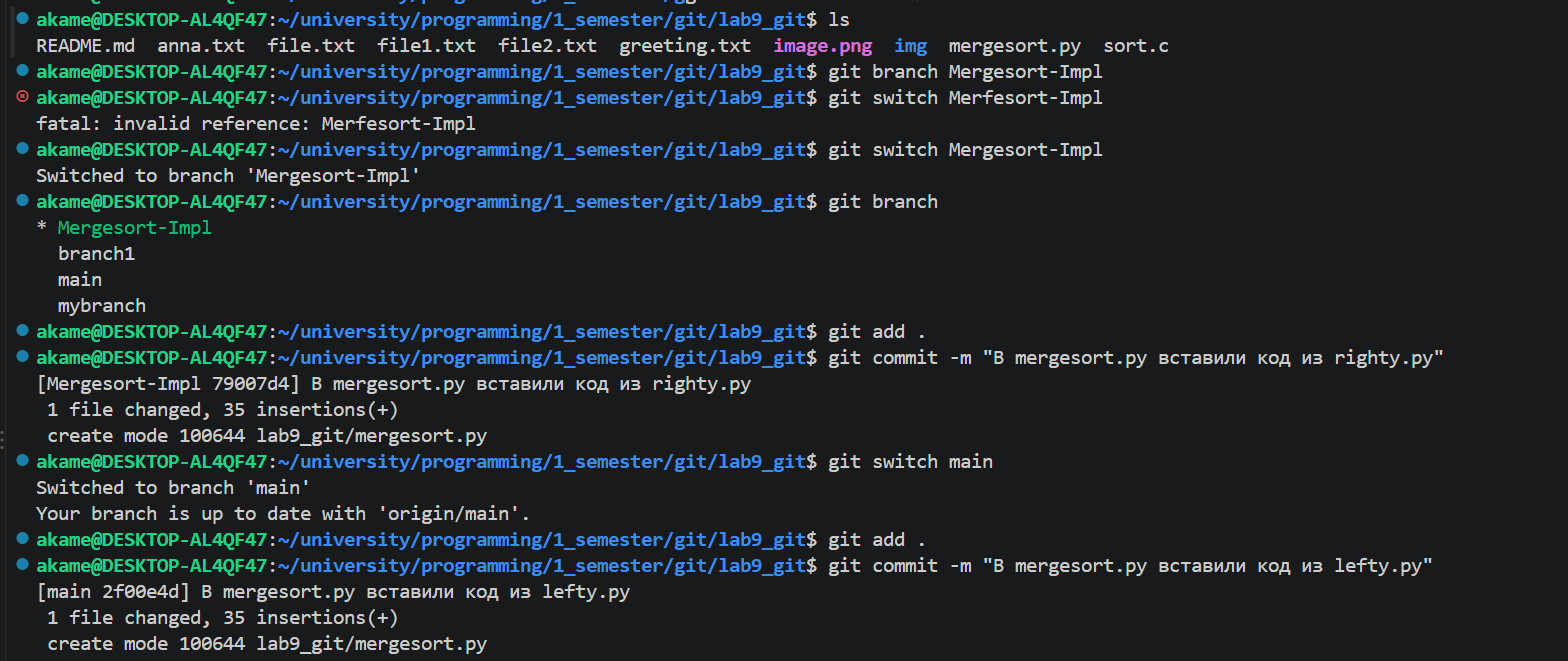 akame@DESKTOP-AL4QF47:~/university/programming/1_semester/git/lab9_git$ ls
README.md  anna.txt  file.txt  file1.txt  file2.txt  greeting.txt  image.png  img  mergesort.py  sort.c
akame@DESKTOP-AL4QF47:~/university/programming/1_semester/git/lab9_git$ git branch Mergesort-Impl
akame@DESKTOP-AL4QF47:~/university/programming/1_semester/git/lab9_git$ git switch Merfesort-Impl
fatal: invalid reference: Merfesort-Impl
akame@DESKTOP-AL4QF47:~/university/programming/1_semester/git/lab9_git$ git switch Mergesort-Impl
Switched to branch 'Mergesort-Impl'
akame@DESKTOP-AL4QF47:~/university/programming/1_semester/git/lab9_git$ git branch
* Mergesort-Impl
  branch1
  main
  mybranch
akame@DESKTOP-AL4QF47:~/university/programming/1_semester/git/lab9_git$ git add .
akame@DESKTOP-AL4QF47:~/university/programming/1_semester/git/lab9_git$ git commit -m "В mergesort.py вставили код из righty.py"
[Mergesort-Impl 79007d4] В mergesort.py вставили код из righty.py
 1 file changed, 35 insertions(+)
 create mode 100644 lab9_git/mergesort.py
akame@DESKTOP-AL4QF47:~/university/programming/1_semester/git/lab9_git$ git switch main
Switched to branch 'main'
Your branch is up to date with 'origin/main'.
akame@DESKTOP-AL4QF47:~/university/programming/1_semester/git/lab9_git$ git add .
akame@DESKTOP-AL4QF47:~/university/programming/1_semester/git/lab9_git$ git commit -m "В mergesort.py вставили код из lefty.py"
[main 2f00e4d] В mergesort.py вставили код из lefty.py
 1 file changed, 35 insertions(+)
 create mode 100644 lab9_git/mergesort.py